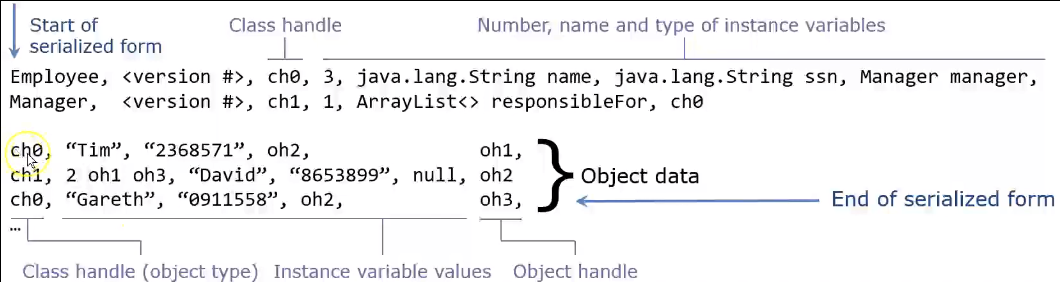 Start of
serialized form
Class handle
Number, name and type of instance variables
Employee, <version #>, ch0, 3, java.lang.String name, java.lang.String ssn, Manager manager,
Manager, <version #>, ch1, 1, ArrayList<> responsibleFor, ch0
ch0, “Tim”, “2368571”, oh2, oh1,
ch1, 2 oh1 oh3, “David”, “8653899”, null, oh2
ch0, “Gareth”, “0911558”, oh2, oh3,
…
Object data
End of serialized form
Class handle (object type)
Instance variable values
Object handle